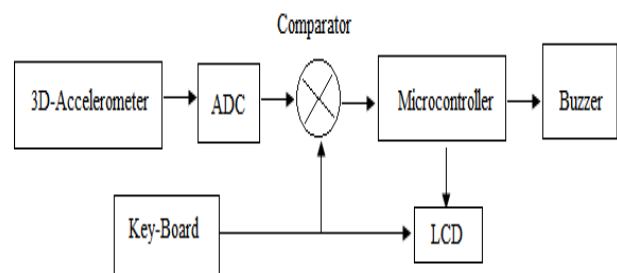 Comparator
3D-Accelerometer
ADC
Microcontroller
Buzzer
Key-Board
LCD